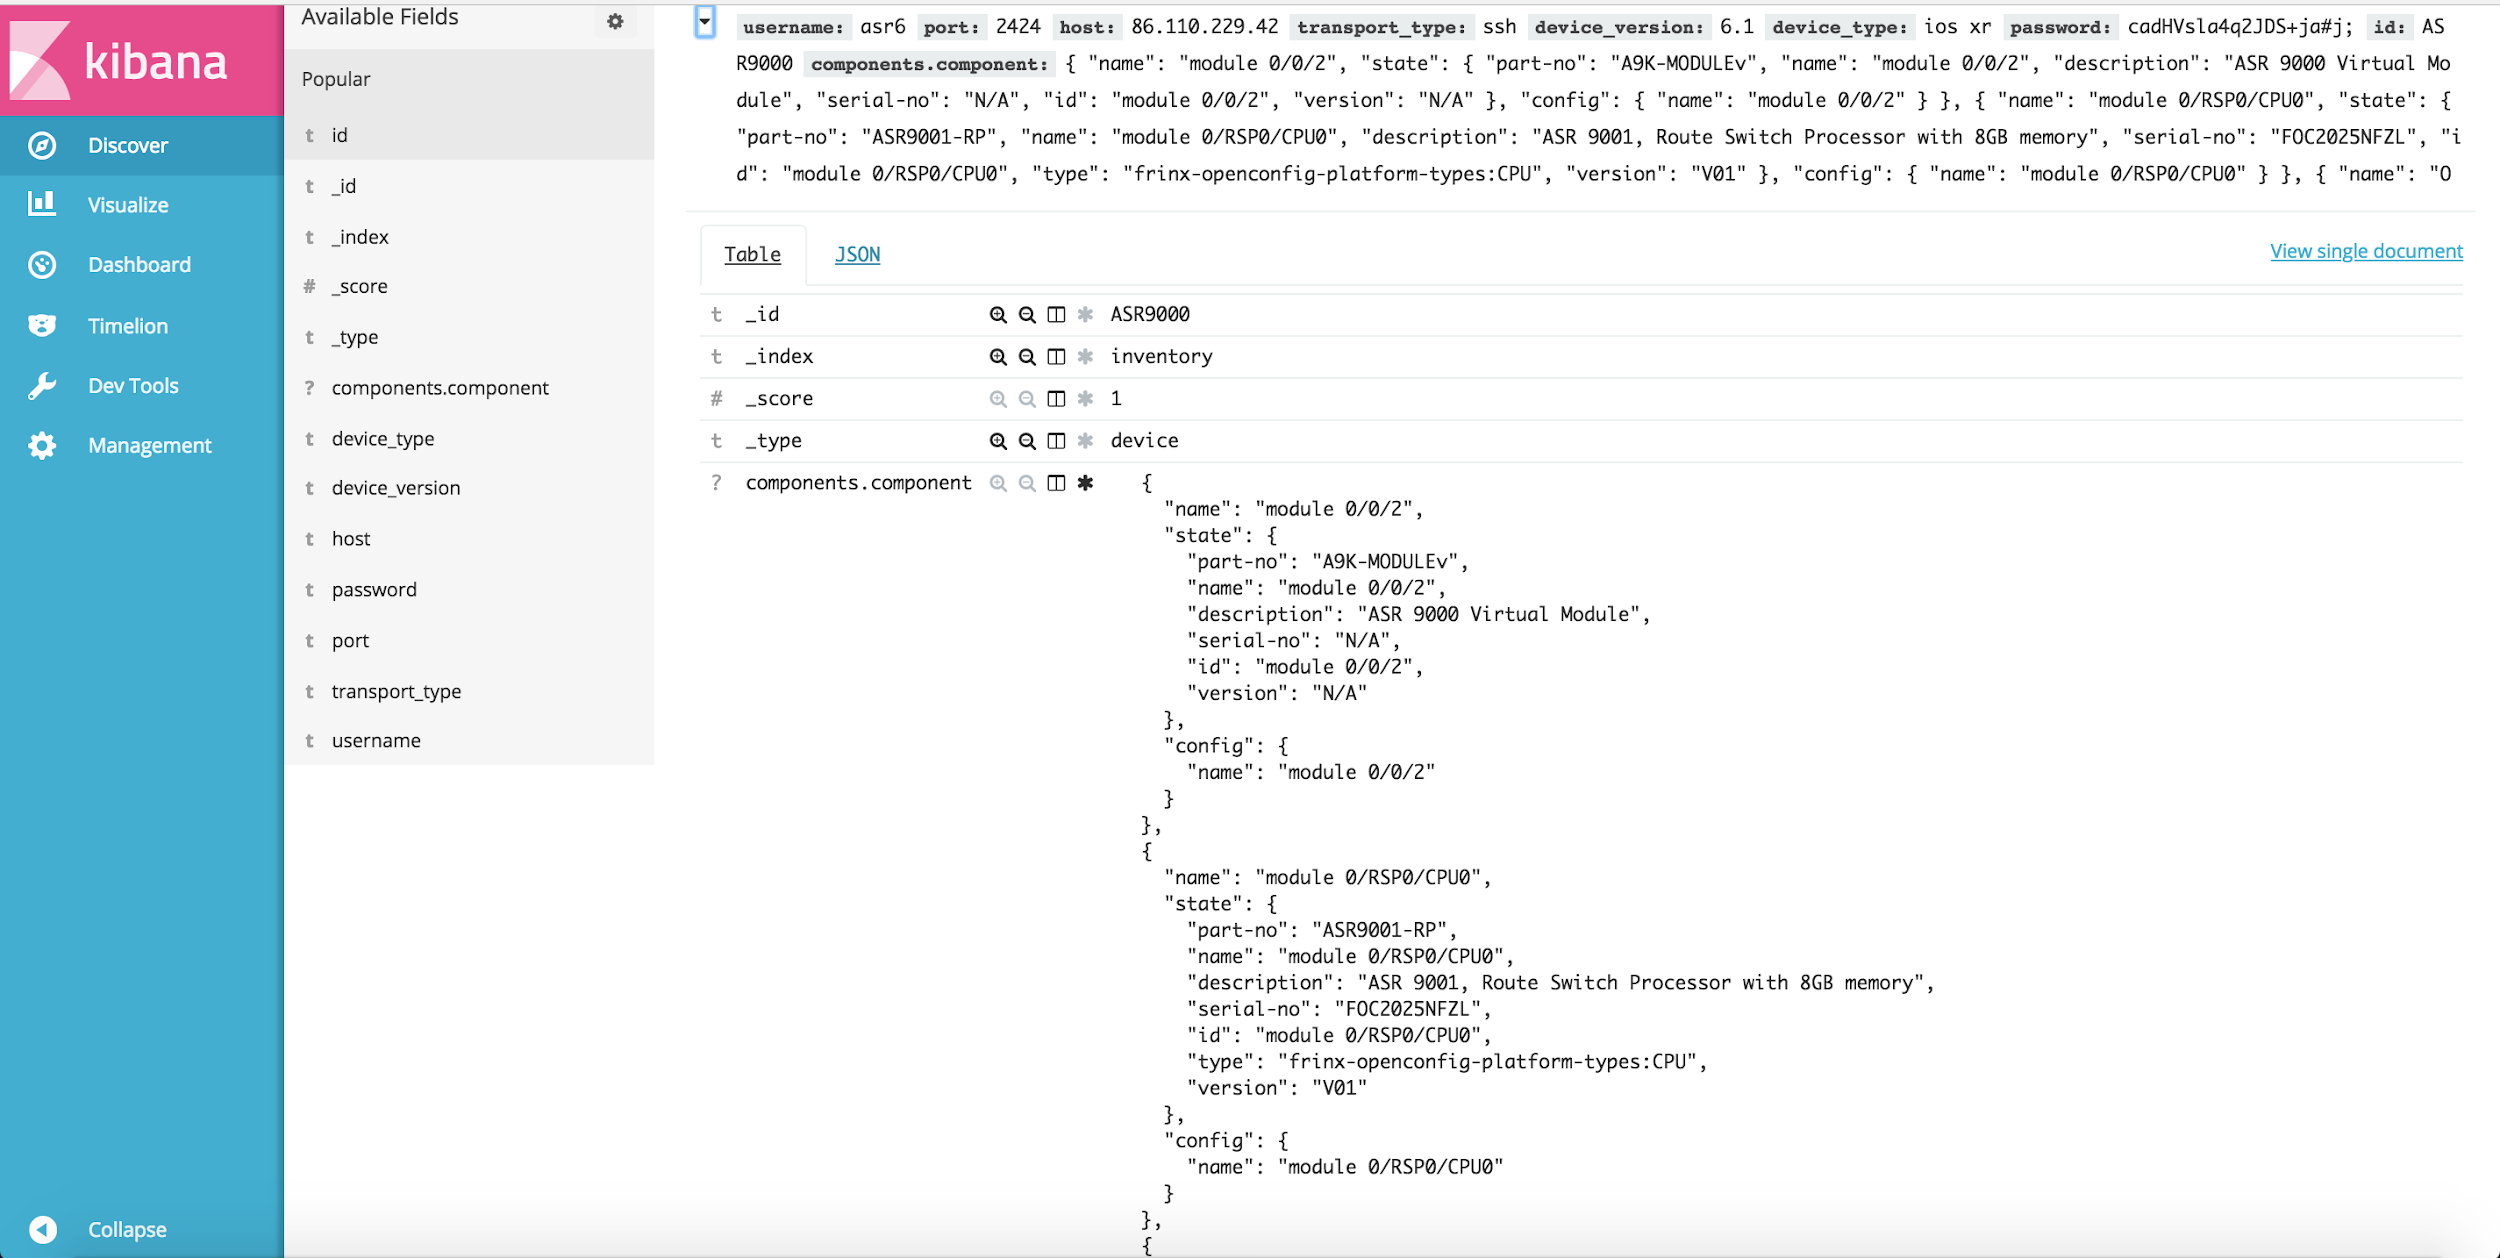 kibana
Discover
Visualize
Dashboard
Timelion
Dev Tools
Management
Collapse
Available Fields
Popular
t id
t _id
t _index
# _score
t _type
? components.component
t device_type
t device_version
t host
t password
t port
t transport_type
t username
username: asr6 port: 2424 host: 86.110.229.42 transport_type: ssh device_version: 6.1 device_type: ios xr password: cadHVsla4q2JDS+ja#j; id: AS
R9000 components.component: { "name": "module 0/0/2", "state": { "part-no": "A9K-MODULEv", "name": "module 0/0/2", "description": "ASR 9000 Virtual Mo
dule", "serial-no": "N/A", "id": "module 0/0/2", "version": "N/A" }, "config": { "name": "module 0/0/2" } }, { "name": "module 0/RSP0/CPU0", "state": {
"part-no": "ASR9001-RP", "name": "module 0/RSP0/CPU0", "description": "ASR 9001, Route Switch Processor with 8GB memory", "serial-no": "FOC2025NFZL", "i
d": "module 0/RSP0/CPU0", "type": "frinx-openconfig-platform-types:CPU", "version": "V01" }, "config": { "name": "module 0/RSP0/CPU0" } }, { "name": "O
Table JSON View single document
t _id ASR9000
t _index inventory
# _score 1
t _type device
? components.component {
"name": "module 0/0/2",
"state": {
"part-no": "A9K-MODULEv",
"name": "module 0/0/2",
"description": "ASR 9000 Virtual Module",
"serial-no": "N/A",
"id": "module 0/0/2",
"version": "N/A"
},
"config": {
"name": "module 0/0/2"
}
},
{
"name": "module 0/RSP0/CPU0",
"state": {
"part-no": "ASR9001-RP",
"name": "module 0/RSP0/CPU0",
"description": "ASR 9001, Route Switch Processor with 8GB memory",
"serial-no": "FOC2025NFZL",
"id": "module 0/RSP0/CPU0",
"type": "frinx-openconfig-platform-types:CPU",
"version": "V01"
},
"config": {
"name": "module 0/RSP0/CPU0"
}
},
{